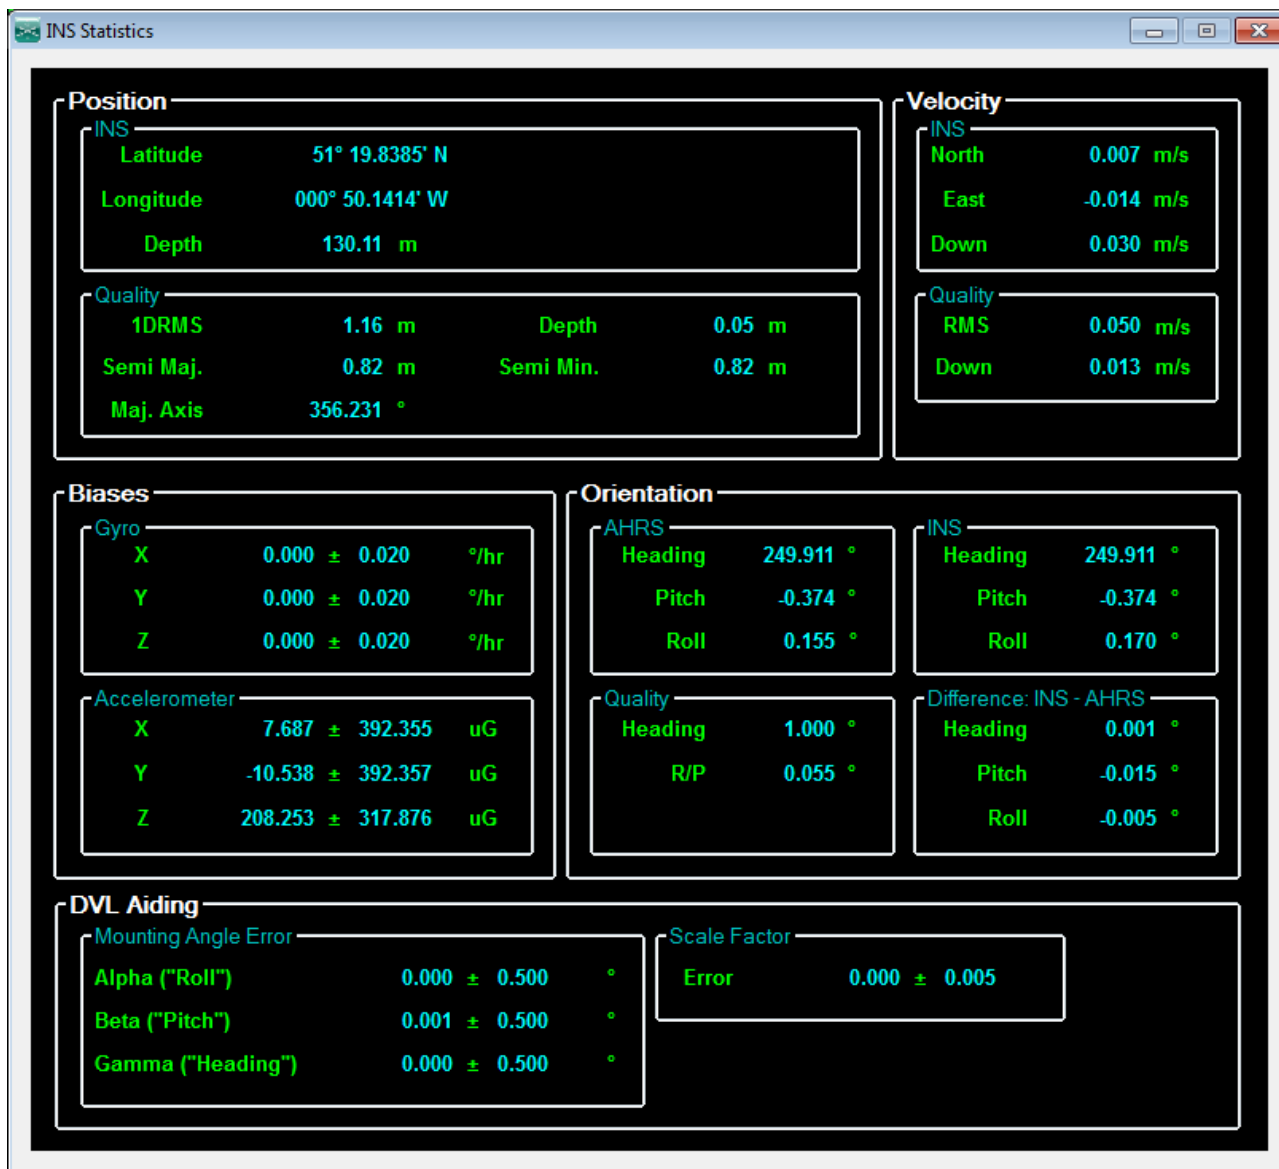 INS Statistics
Position
INS
Latitude 51° 19.8385' N
Longitude 000° 50.1414' W
Depth 130.11 m
Quality
1DRMS 1.16 m Depth 0.05 m
Semi Maj. 0.82 m Semi Min. 0.82 m
Maj. Axis 356.231 °
Velocity
INS
North 0.007 m/s
East -0.014 m/s
Down 0.030 m/s
Quality
RMS 0.050 m/s
Down 0.013 m/s
Biases
Gyro
X 0.000 ± 0.020 °/hr
Y 0.000 ± 0.020 °/hr
Z 0.000 ± 0.020 °/hr
Accelerometer
X 7.687 ± 392.355 uG
Y -10.538 ± 392.357 uG
Z 208.253 ± 317.876 uG
Orientation
AHRS
Heading 249.911 °
Pitch -0.374 °
Roll 0.155 °
INS
Heading 249.911 °
Pitch -0.374 °
Roll 0.170 °
Quality
Heading 1.000 °
R/P 0.055 °
Difference: INS - AHRS
Heading 0.001 °
Pitch -0.015 °
Roll -0.005 °
DVL Aiding
Mounting Angle Error
Alpha ("Roll") 0.000 ± 0.500 °
Beta ("Pitch") 0.001 ± 0.500 °
Gamma ("Heading") 0.000 ± 0.500 °
Scale Factor
Error 0.000 ± 0.005